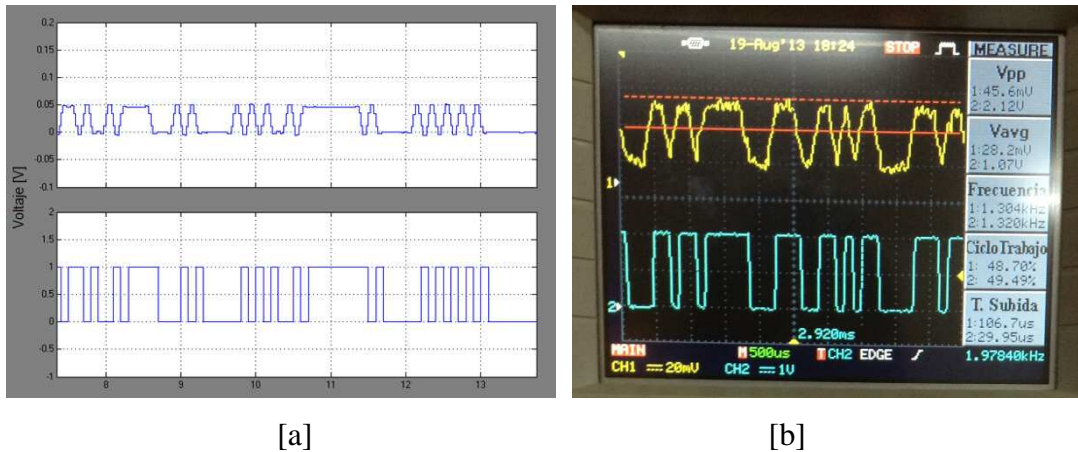 Voltaje [V]
0.2
0.15
0.1
0.05
0
-0.05
-0.1
2
1.5
1
0.5
0
-0.5
-1
8 9 10 11 12 13
19-Aug'13 18:24 STOP MEASURE
Vpp
1:45.6mV
2:2.12V
Vavg
1:28.2mV
2:1.07V
Frecuencia
1:1.304kHz
2:1.320kHz
CicloTrabajo
1: 48.70%
2: 49.49%
T. Subida
1:106.7us
2:29.95us
1
2
2.920ms
MAIN M 500us T CH2 EDGE 1.97840kHz
CH1 20mV CH2 1V
[a] [b]